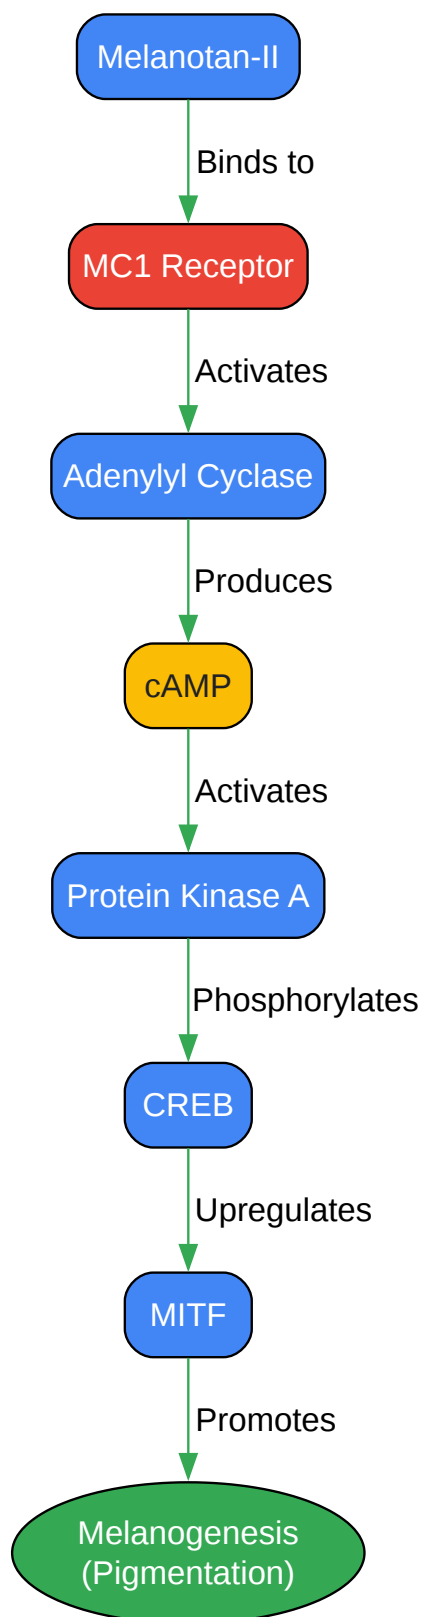 Melanotan-II
Binds to
MC1 Receptor
Activates
Adenylyl Cyclase
Produces
cAMP
Activates
Protein Kinase A
Phosphorylates
CREB
Upregulates
MITF
Promotes
Melanogenesis
(Pigmentation)